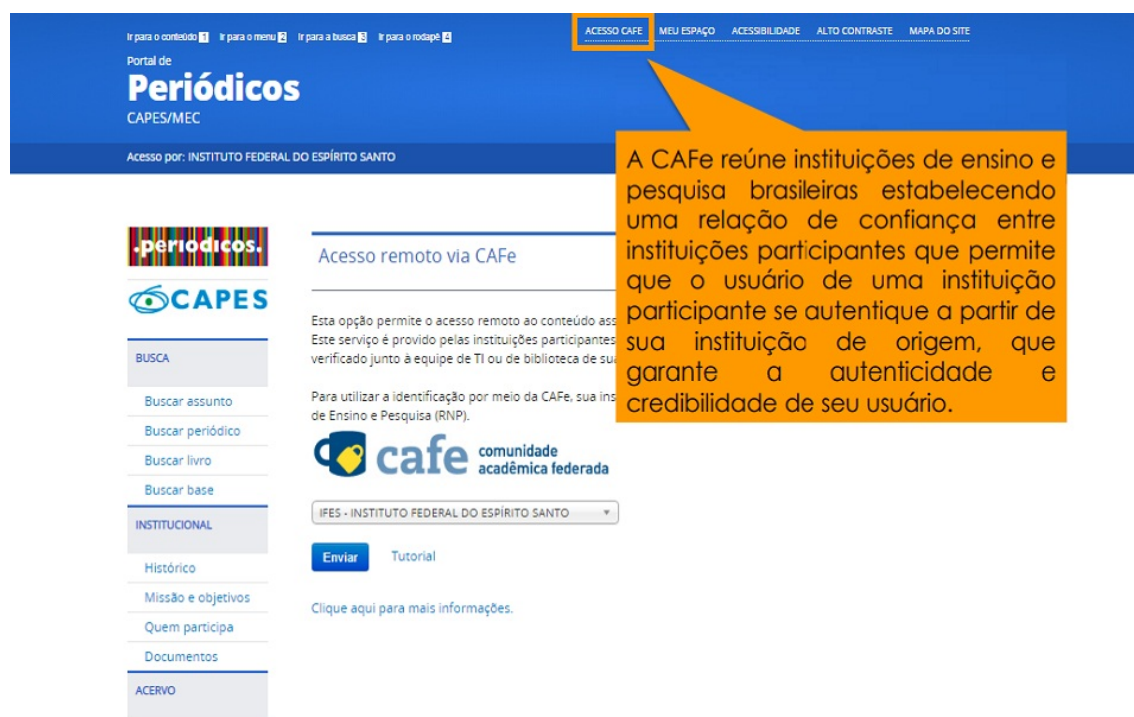 Ir para o conteúdo 1 Ir para o menu 2 Ir para a busca 3 Ir para o rodapé 4
ACESSO CAFE MEU ESPAÇO ACESSIBILIDADE ALTO CONTRASTE MAPA DO SITE
Portal de
Periódicos
CAPES/MEC
Acesso por: INSTITUTO FEDERAL DO ESPÍRITO SANTO
A CAFe reúne instituições de ensino e
pesquisa brasileiras estabelecendo
uma relação de confiança entre
instituições participantes que permite
que o usuário de uma instituição
participante se autentique a partir de
sua instituição de origem, que
garante a autenticidade e
credibilidade de seu usuário.
.periodicos.
CAPES
BUSCA
Buscar assunto
Buscar periódico
Buscar livro
Buscar base
INSTITUCIONAL
Histórico
Missão e objetivos
Quem participa
Documentos
ACERVO
Acesso remoto via CAFe
Esta opção permite o acesso remoto ao conteúdo
Este serviço é provido pelas instituições participantes
verificado junto à equipe de TI ou de biblioteca de
Para utilizar a identificação por meio da CAFe, sua
de Ensino e Pesquisa (RNP).
cafe comunidade
acadêmica federada
IFES - INSTITUTO FEDERAL DO ESPÍRITO SANTO
Enviar Tutorial
Clique aqui para mais informações.